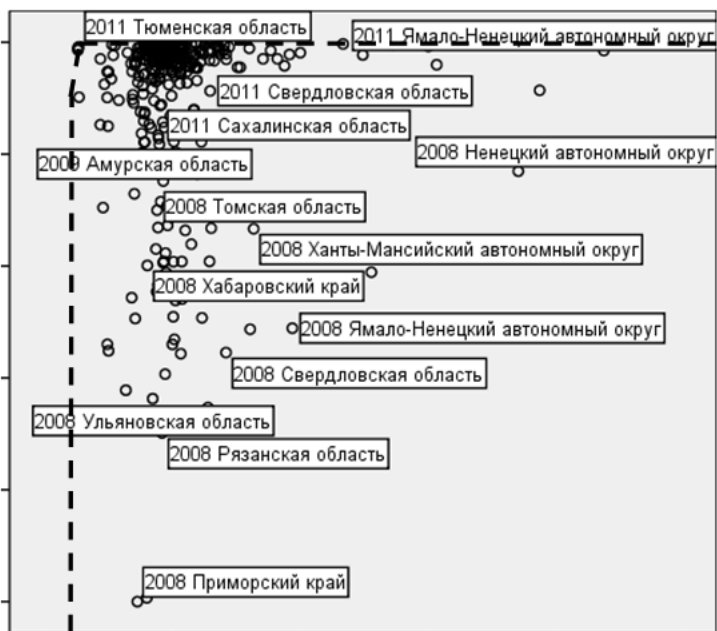 2011 Тюменская область
2011 Ямало-Ненецкий автономный округ
2011 Свердловская область
2011 Сахалинская область
2008 Ненецкий автономный округ
2009 Амурская область
2008 Томская область
2008 Ханты-Мансийский автономный округ
2008 Хабаровский край
2008 Ямало-Ненецкий автономный округ
2008 Свердловская область
2008 Ульяновская область
2008 Рязанская область
2008 Приморский край